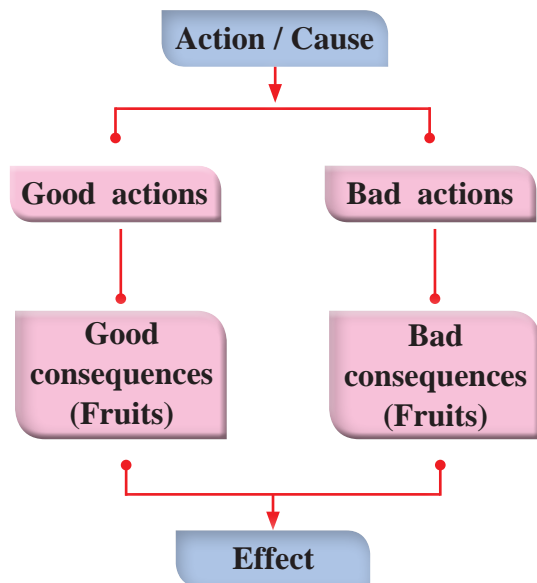 Action / Cause
Good actions
Bad actions
Good
consequences
(Fruits)
Bad
consequences
(Fruits)
Effect